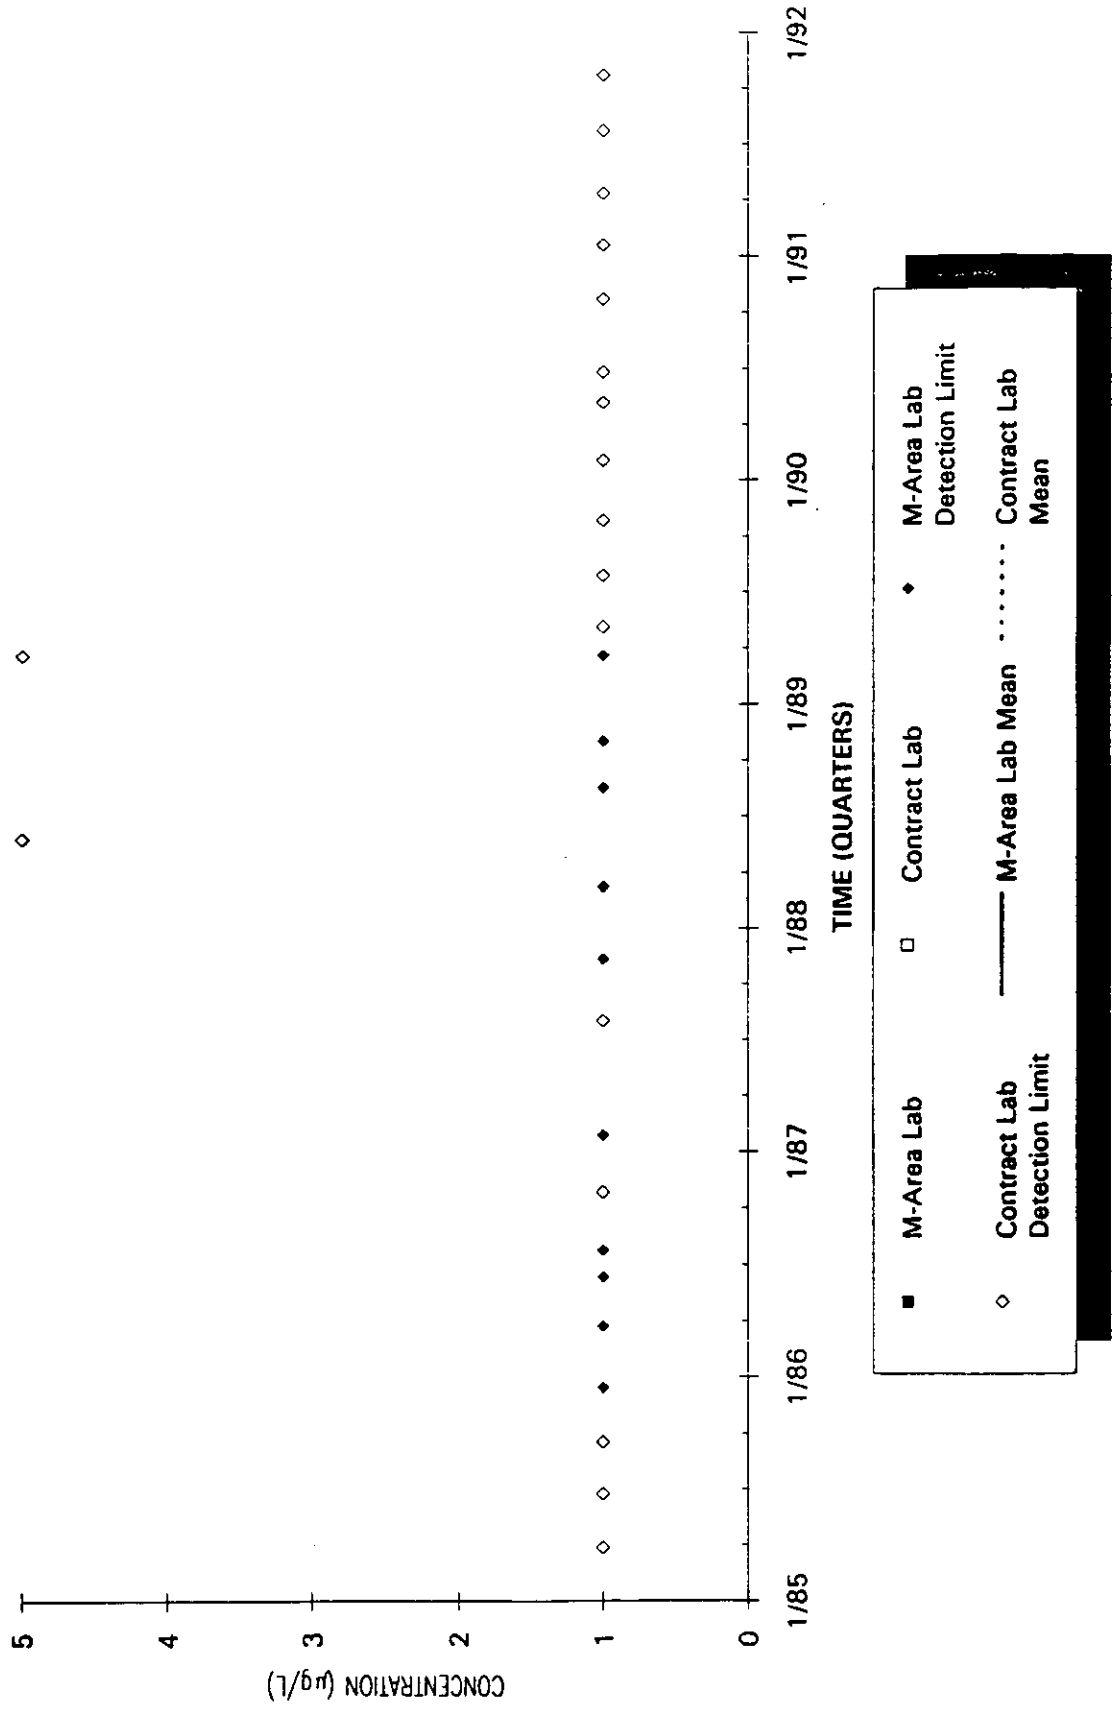 CONCENTRATION (µg/L)
5
4
3
2
1
0
1/85
1/86
1/87
1/88
1/89
1/90
1/91
1/92
TIME (QUARTERS)
M-Area Lab
Contract Lab
M-Area Lab
Detection Limit
Contract Lab
Detection Limit
M-Area Lab Mean
Contract Lab
Mean